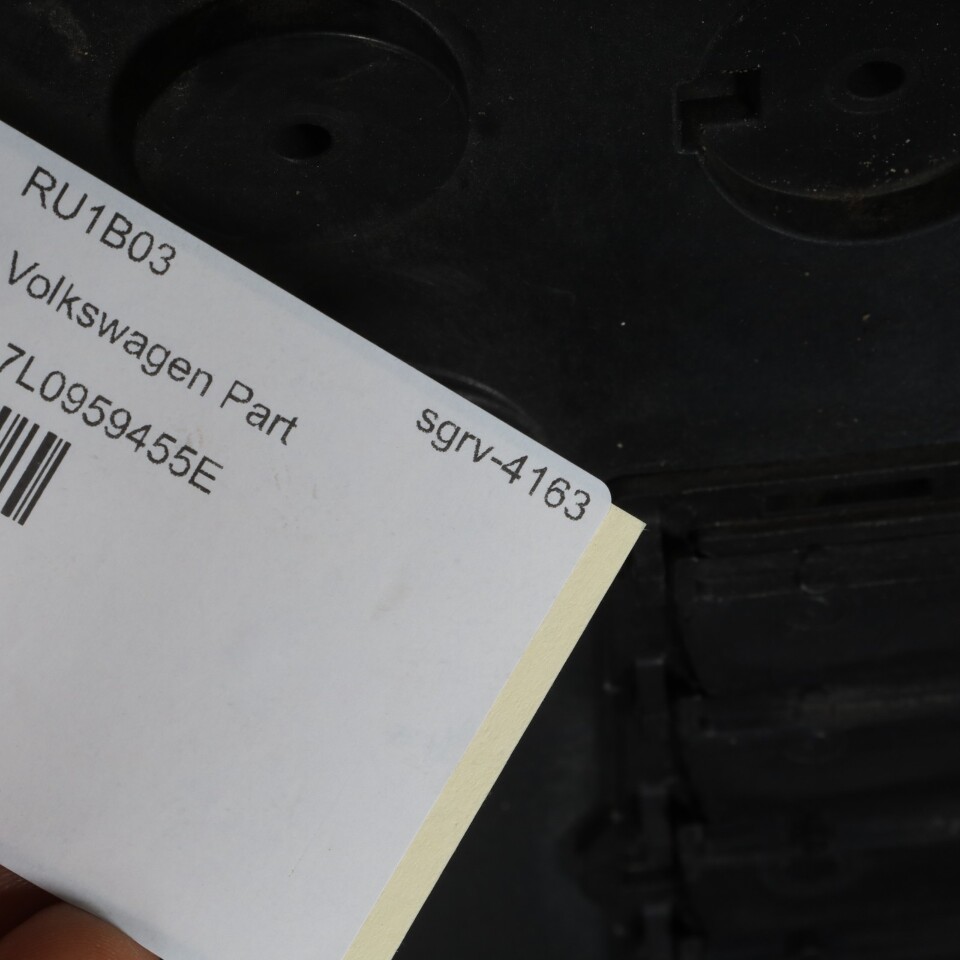 RU1B03
Volkswagen Part
sgrv-4163
7L0959455E